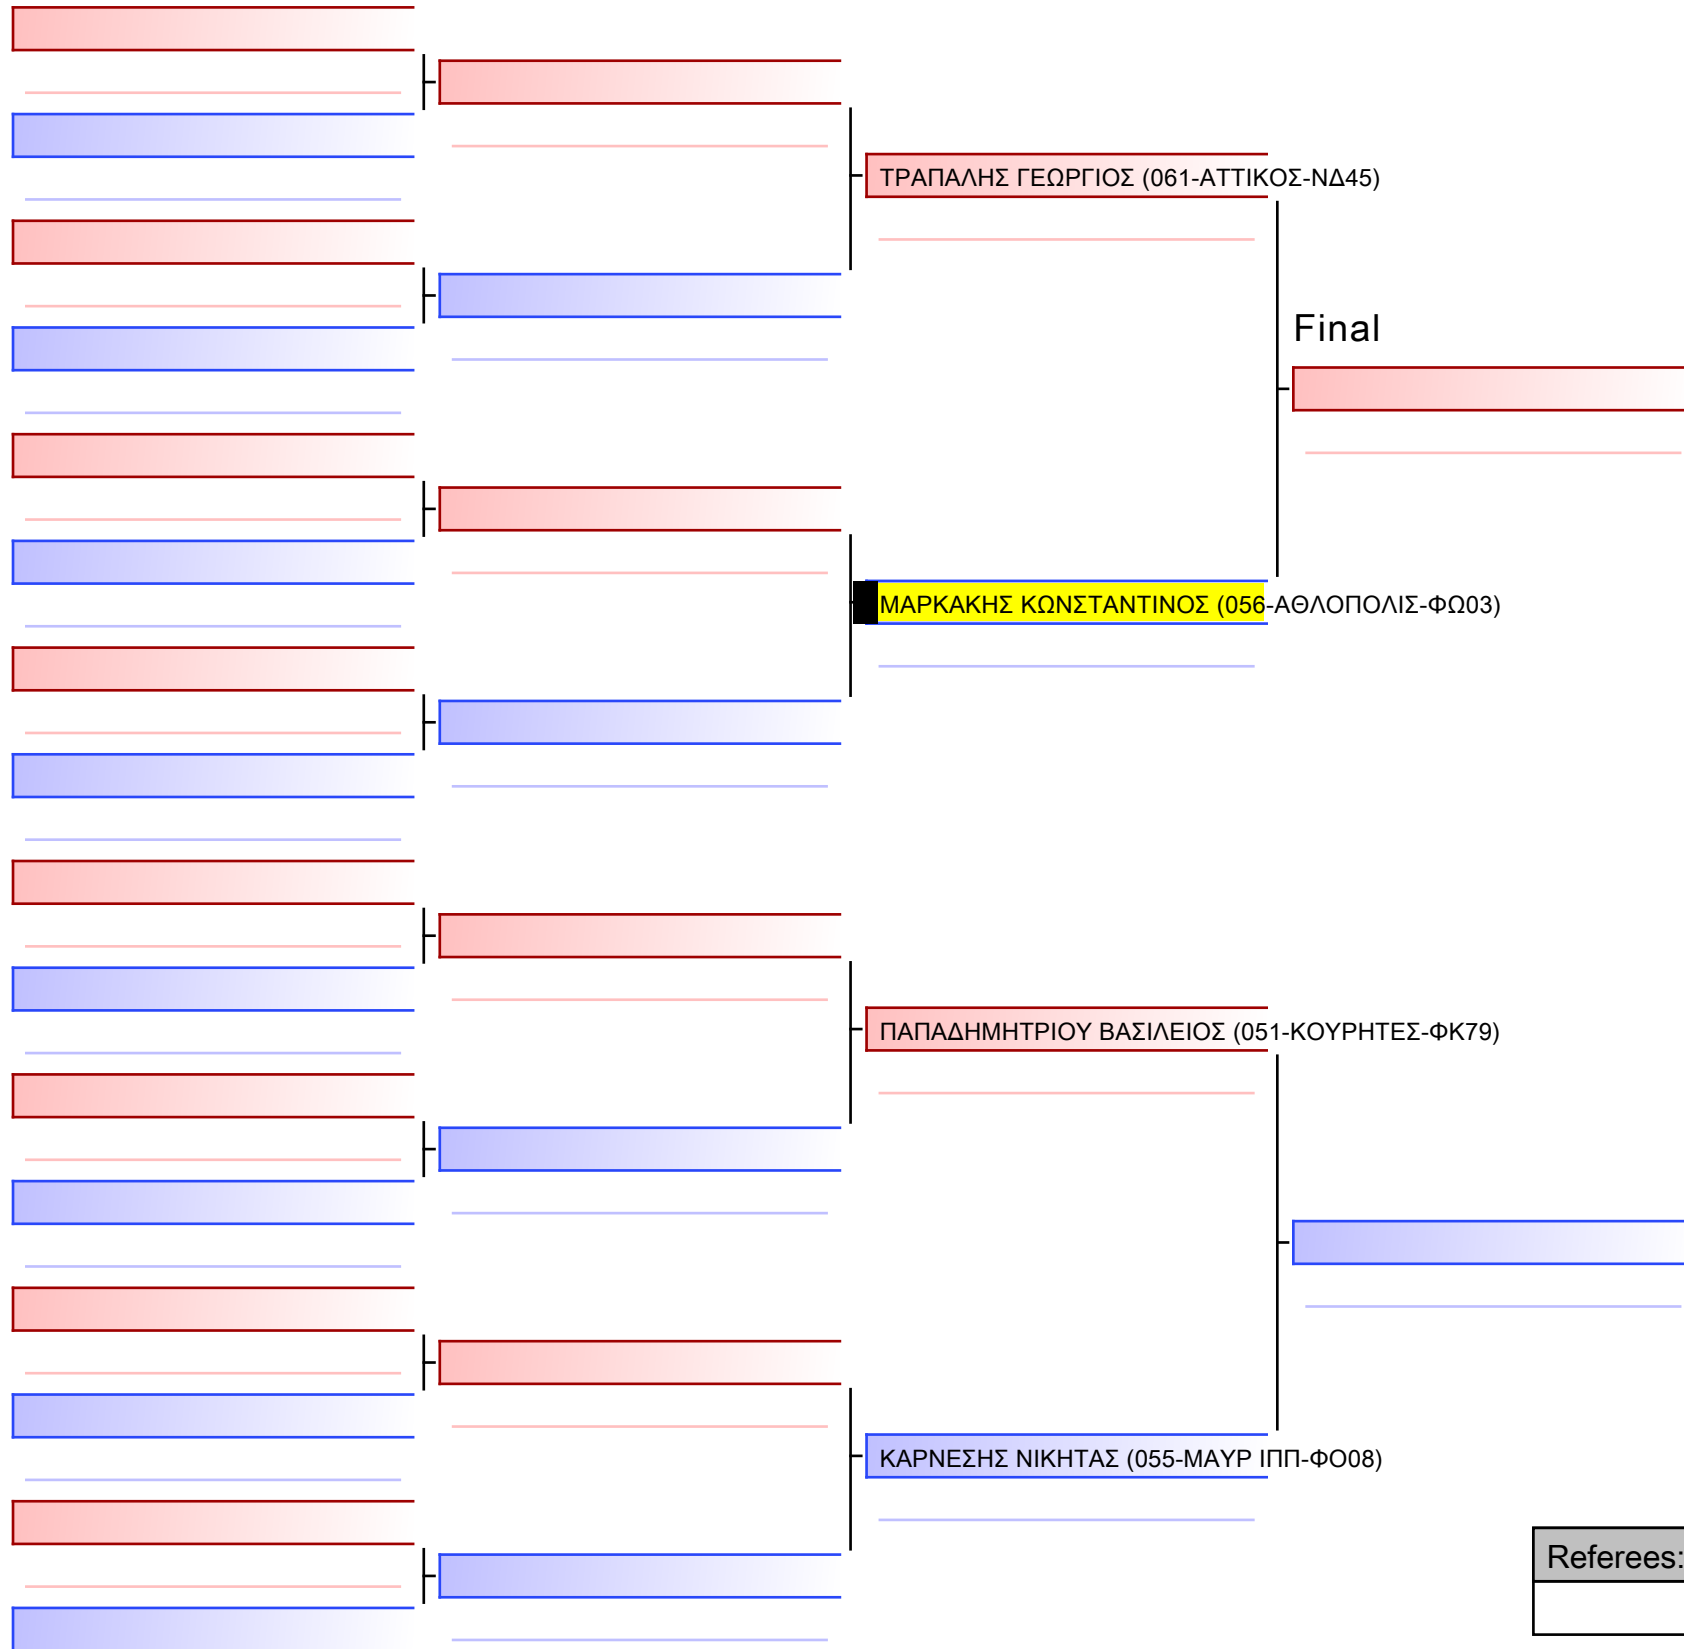 ΤΡΑΠΑΛΗΣ ΓΕΩΡΓΙΟΣ (061-ΑΤΤΙΚΟΣ-ΝΔ45)
Final
ΜΑΡΚΑΚΗΣ ΚΩΝΣΤΑΝΤΙΝΟΣ (056-ΑΘΛΟΠΟΛΙΣ-ΦΩ03)
ΠΑΠΑΔΗΜΗΤΡΙΟΥ ΒΑΣΙΛΕΙΟΣ (051-ΚΟΥΡΗΤΕΣ-ΦΚ79)
ΚΑΡΝΕΣΗΣ ΝΙΚΗΤΑΣ (055-ΜΑΥΡ ΙΠΠ-ΦΟ08)
Referees: